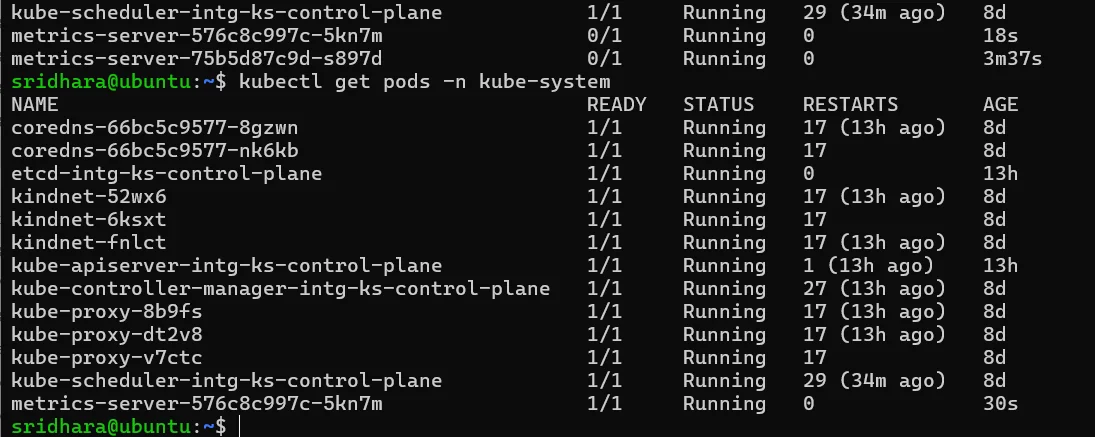 kube-scheduler-intg-ks-control-plane 1/1 Running 29 (34m ago) 8d
metrics-server-576c8c997c-5kn7m 0/1 Running 0 18s
metrics-server-75b5d87c9d-s897d 0/1 Running 0 3m37s
sridhara@ubuntu:~$ kubectl get pods -n kube-system
NAME READY STATUS RESTARTS AGE
coredns-66bc5c9577-8gzwn 1/1 Running 17 (13h ago) 8d
coredns-66bc5c9577-nk6kb 1/1 Running 17 8d
etcd-intg-ks-control-plane 1/1 Running 0 13h
kindnet-52wx6 1/1 Running 17 (13h ago) 8d
kindnet-6ksxt 1/1 Running 17 8d
kindnet-fnlct 1/1 Running 17 (13h ago) 8d
kube-apiserver-intg-ks-control-plane 1/1 Running 1 (13h ago) 13h
kube-controller-manager-intg-ks-control-plane 1/1 Running 27 (13h ago) 8d
kube-proxy-8b9fs 1/1 Running 17 (13h ago) 8d
kube-proxy-dt2v8 1/1 Running 17 (13h ago) 8d
kube-proxy-v7ctc 1/1 Running 17 8d
kube-scheduler-intg-ks-control-plane 1/1 Running 29 (34m ago) 8d
metrics-server-576c8c997c-5kn7m 1/1 Running 0 30s
sridhara@ubuntu:~$